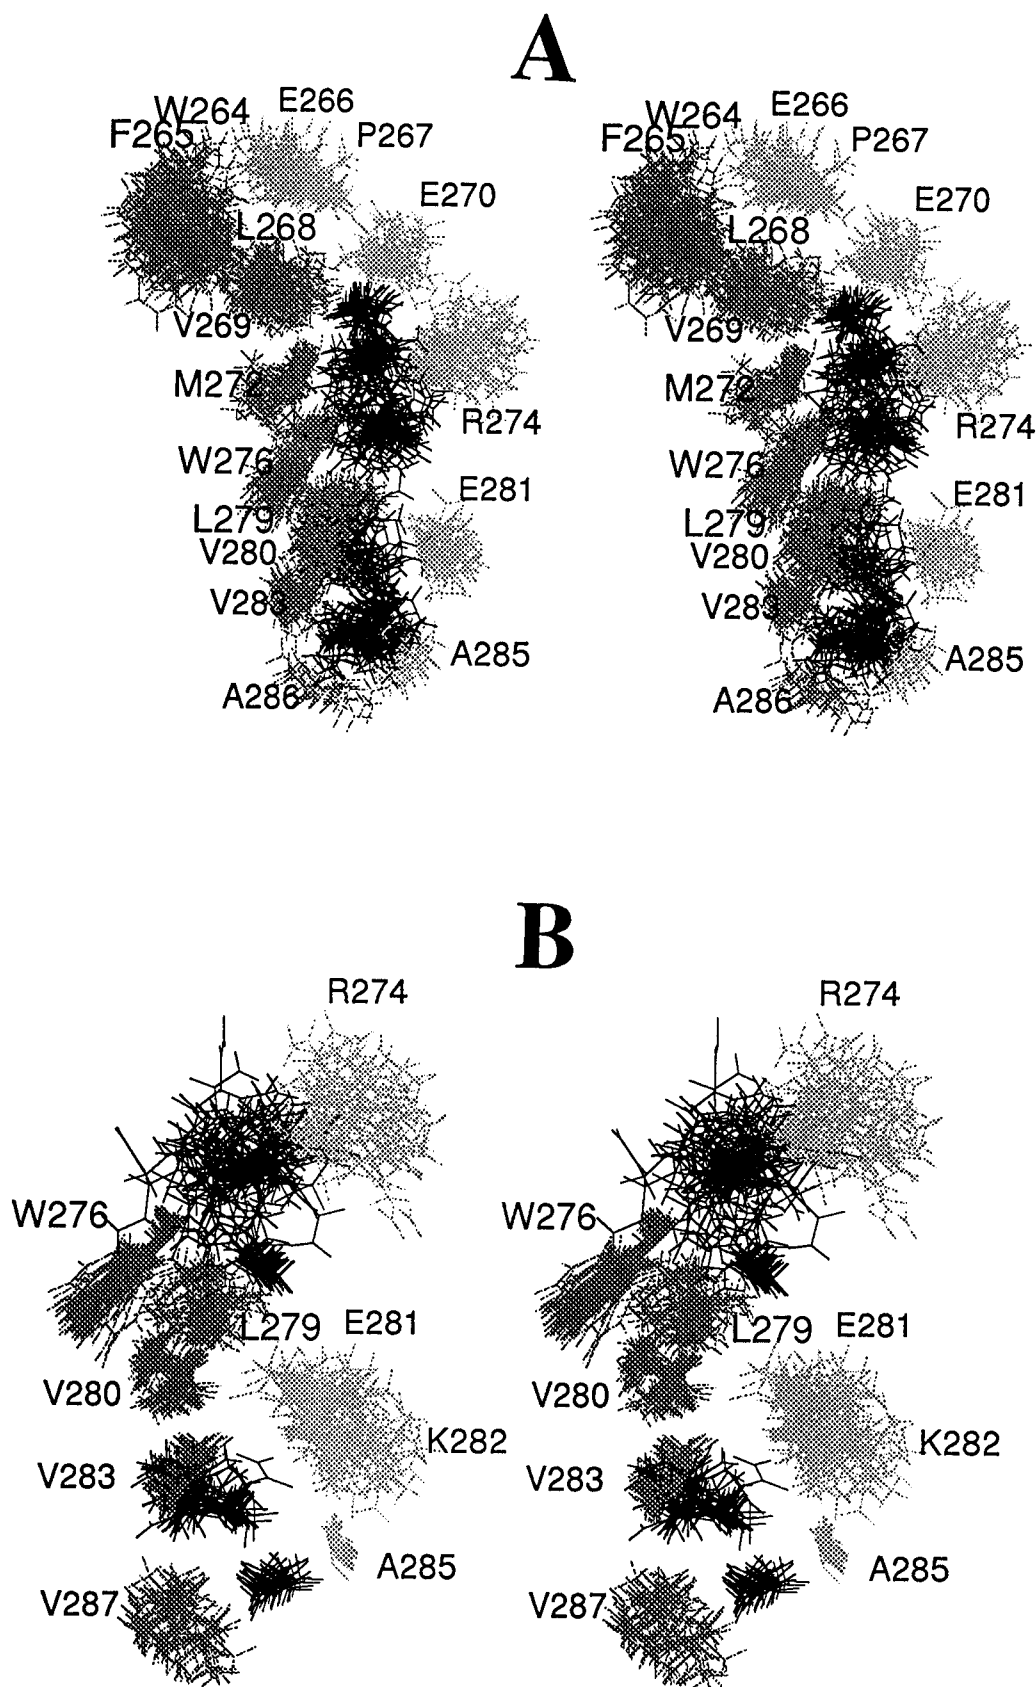 A
W264 E266 W264 E266
F265 P267 F265 P267
E270 E270
L268 L268
V269 V269
M272 M272
R274 R274
W276 W276
E281 E281
L279 L279
V280 V280
V283 V283
A285 A285
A286 A286
B
R274 R274
W276 W276
L279 E281 L279 E281
V280 V280
K282 K282
V283 V283
A285 A285
V287 V287